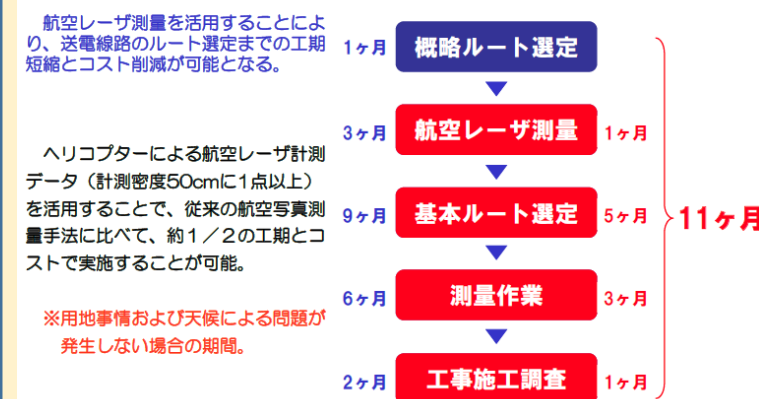 航空レーザ測量を活用することによ
り、送電線路のルート選定までの工期
短縮とコスト削減が可能となる。
ヘリコプターによる航空レーザ計測
データ（計測密度50cmに1点以上）
を活用することで、従来の航空写真測
量手法に比べて、約１／２の工期とコ
ストで実施することが可能。
※用地事情および天候による問題が
発生しない場合の期間。
1ヶ月 概略ルート選定
3ヶ月 航空レーザ測量 1ヶ月
9ヶ月 基本ルート選定 5ヶ月
6ヶ月 測量作業 3ヶ月
2ヶ月 工事施工調査 1ヶ月
11ヶ月